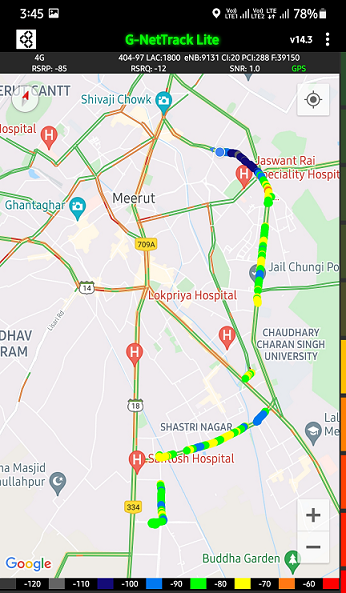 3:45
Vo) LTE1 Vo) LTE2 78%
G-NetTrack Lite v14.3
4G 404-97 LAC:1800 eNB:9131 CI:20 PCI:288 F:39150
RSRP: -85 RSRQ: -12 SNR: 1.0 GPS
ERUT CANTT
Shivaji Chowk
Hospital
Jaswant Rai
Speciality Hospit
Meerut
Ghantaghar
709A
Jail Chungi Po
14
Lokpriya Hospital
Lisari Rd
DHAV
RAM
CHAUDHARY
CHARAN SINGH
UNIVERSITY
18
SHASTRI NAGAR
Lal
Me
Santosh Hospital
na Masjid
ullahpur
334
+
−
Google
Buddha Garden
-120 -110 -100 -90 -80 -70 -60